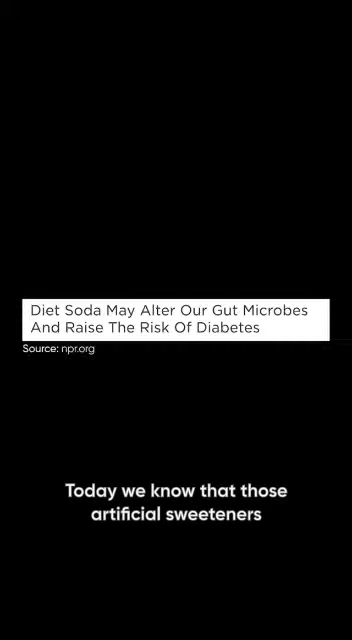 Diet Soda May Alter Our Gut Microbes
And Raise The Risk Of Diabetes
Source: npr.org
Today we know that those
artificial sweeteners